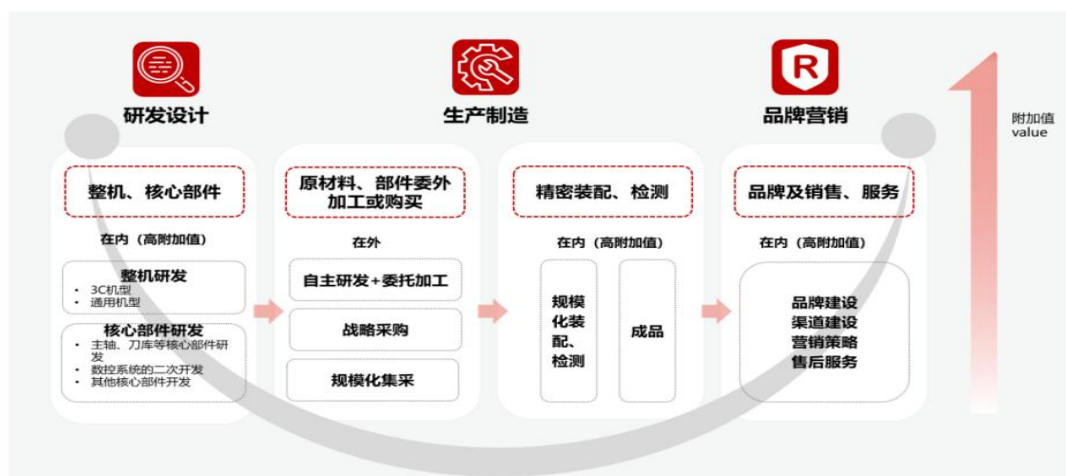 研发设计
生产制造
R
品牌营销
附加值
value
整机、核心部件
在内（高附加值）
整机研发
• 3C机型
• 通用机型
核心部件研发
• 主轴、刀库等核心部件研
发
• 数控系统的二次开发
• 其他核心部件开发
原材料、部件委外
加工或购买
在外
自主研发+委托加工
战略采购
规模化集采
精密装配、检测
在内（高附加值）
规模
化装
配、
检测
成品
品牌及销售、服务
在内（高附加值）
品牌建设
渠道建设
营销策略
售后服务